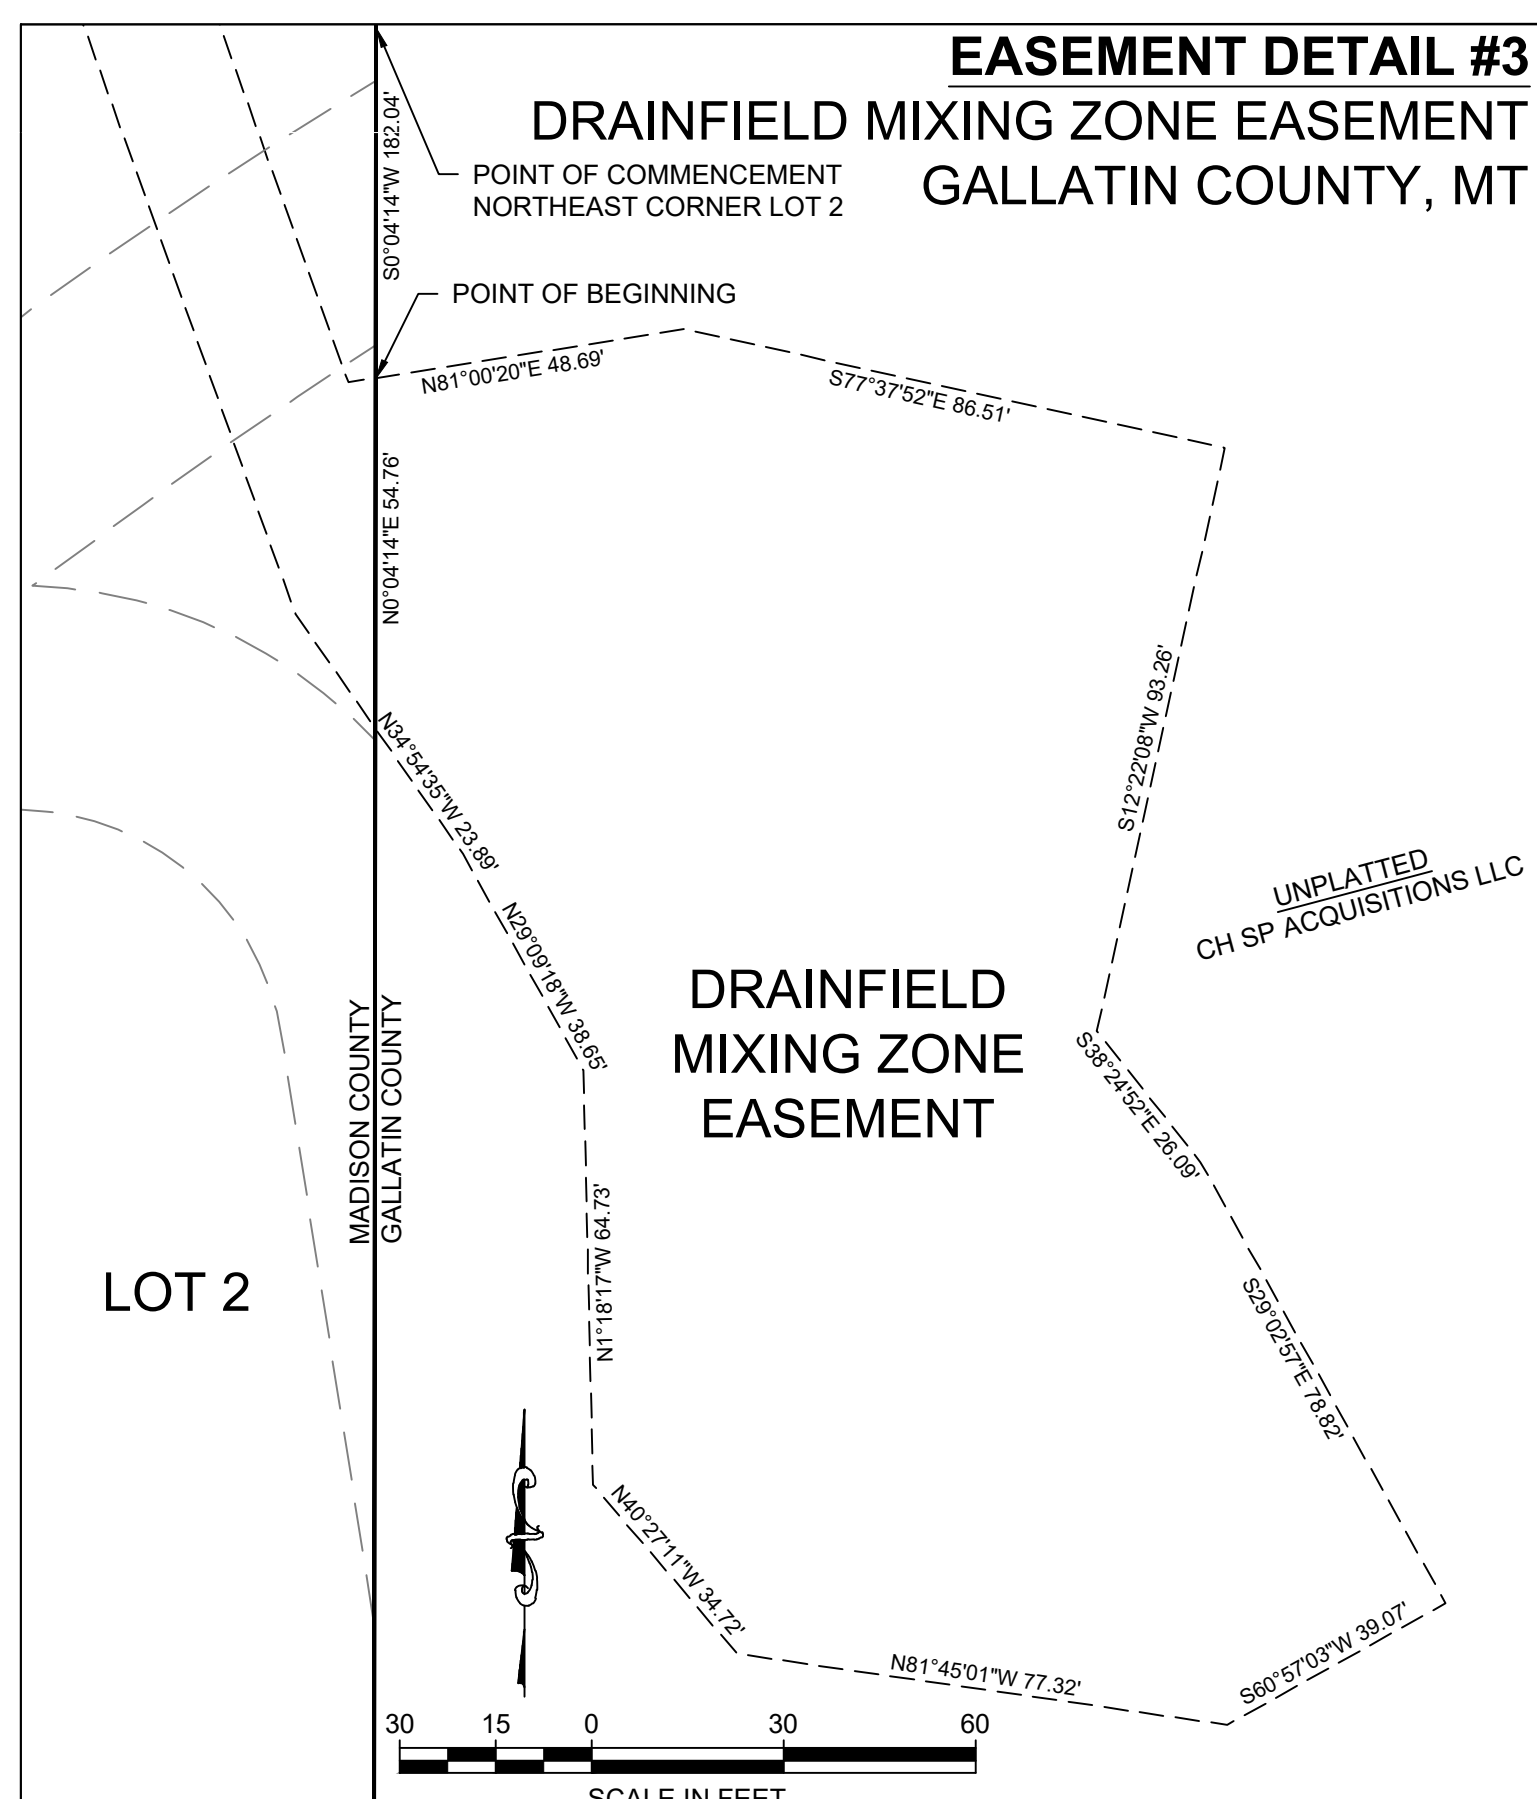 EASEMENT DETAIL #3
DRAINFIELD MIXING ZONE EASEMENT
GALLATIN COUNTY, MT
S0°04'14"W 182.04'
POINT OF COMMENCEMENT
NORTHEAST CORNER LOT 2
POINT OF BEGINNING
N81°00'20"E 48.69'
S77°37'52"E 86.51'
N0°04'14"E 54.76'
S12°22'08"W 93.26'
N34°54'35"W 23.89'
UNPLATTED
CH SP ACQUISITIONS LLC
N29°09'18"W 38.65'
DRAINFIELD
MIXING ZONE
EASEMENT
MADISON COUNTY
GALLATIN COUNTY
S38°24'52"E 26.09'
N1°18'17"W 64.73'
LOT 2
S29°02'57"E 78.82'
N40°27'11"W 34.72'
N81°45'01"W 77.32'
S60°57'03"W 39.07'
30 15 0 30 60
SCALE IN FEET